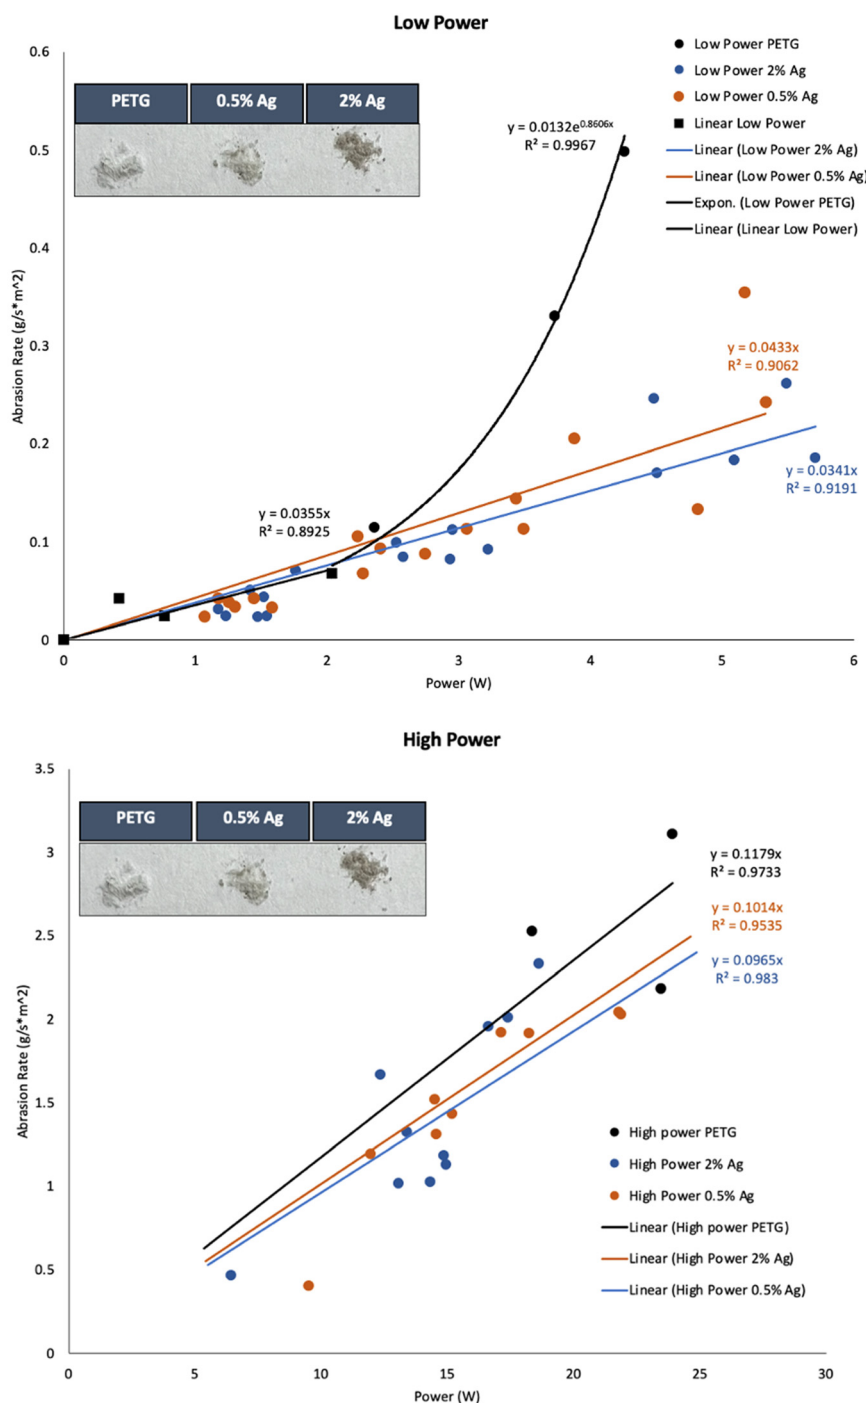 Low Power
0.6
0.5
0.4
0.3
0.2
0.1
0
Abrasion Rate (g/s*m^2)
PETG 0.5% Ag 2% Ag
Low Power PETG
Low Power 2% Ag
Low Power 0.5% Ag
Linear Low Power
Linear (Low Power 2% Ag)
Linear (Low Power 0.5% Ag)
Expon. (Low Power PETG)
Linear (Linear Low Power)
y = 0.0132e^0.8606x
R² = 0.9967
y = 0.0433x
R² = 0.9062
y = 0.0341x
R² = 0.9191
y = 0.0355x
R² = 0.8925
0 1 2 3 4 5 6
Power (W)
High Power
3.5
3
2.5
2
1.5
1
0.5
0
Abrasion Rate (g/s*m^2)
PETG 0.5% Ag 2% Ag
y = 0.1179x
R² = 0.9733
y = 0.1014x
R² = 0.9535
y = 0.0965x
R² = 0.983
High power PETG
High Power 2% Ag
High Power 0.5% Ag
Linear (High power PETG)
Linear (High Power 2% Ag)
Linear (High Power 0.5% Ag)
0 5 10 15 20 25 30
Power (W)